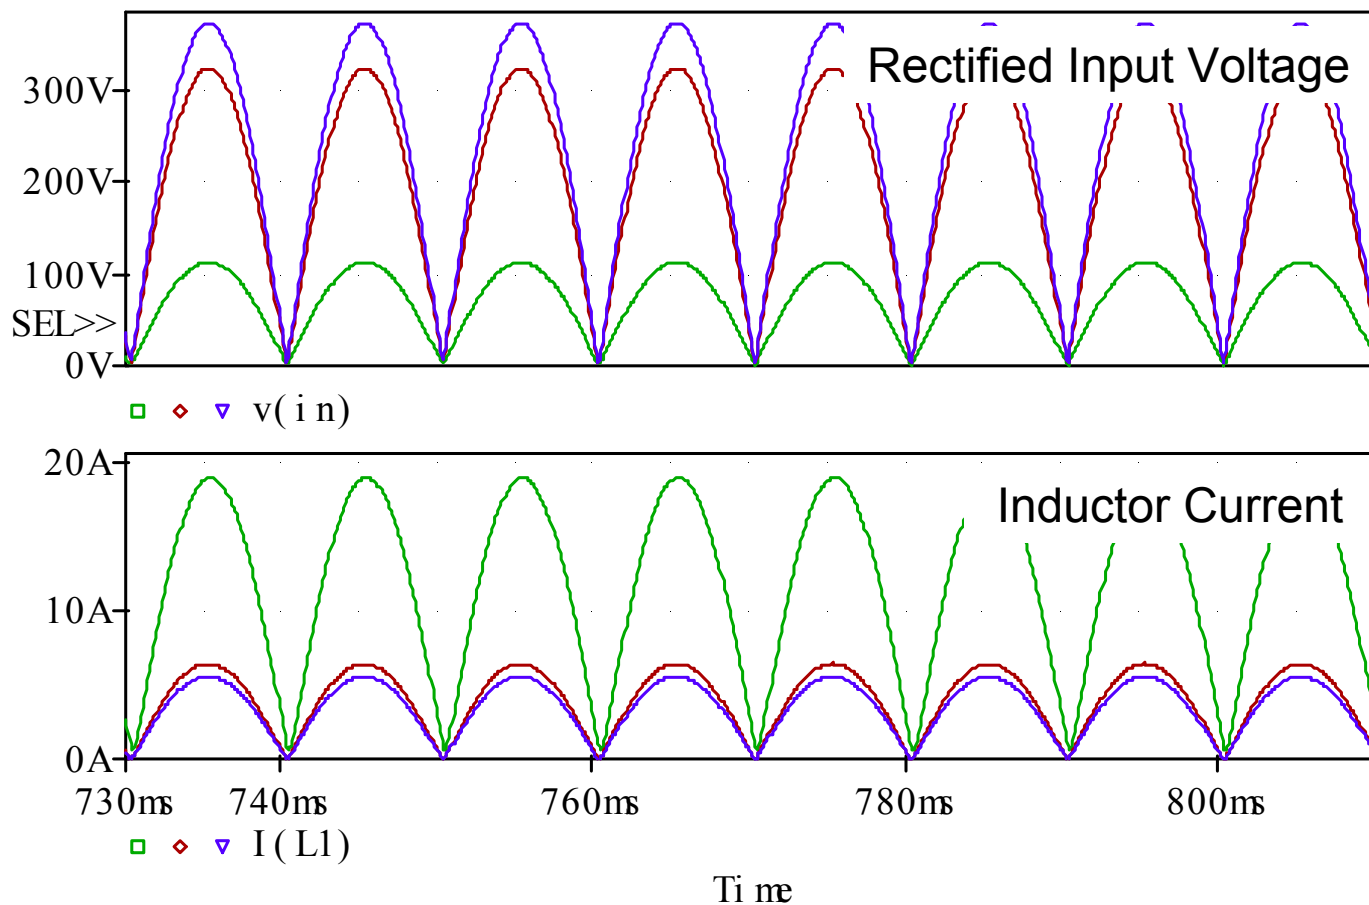 Rectified Input Voltage
300V
200V
100V
SEL>>
0V
v(in)
20A
Inductor Current
10A
0A
730ms 740ms 760ms 780ms 800ms
I(L1)
Time